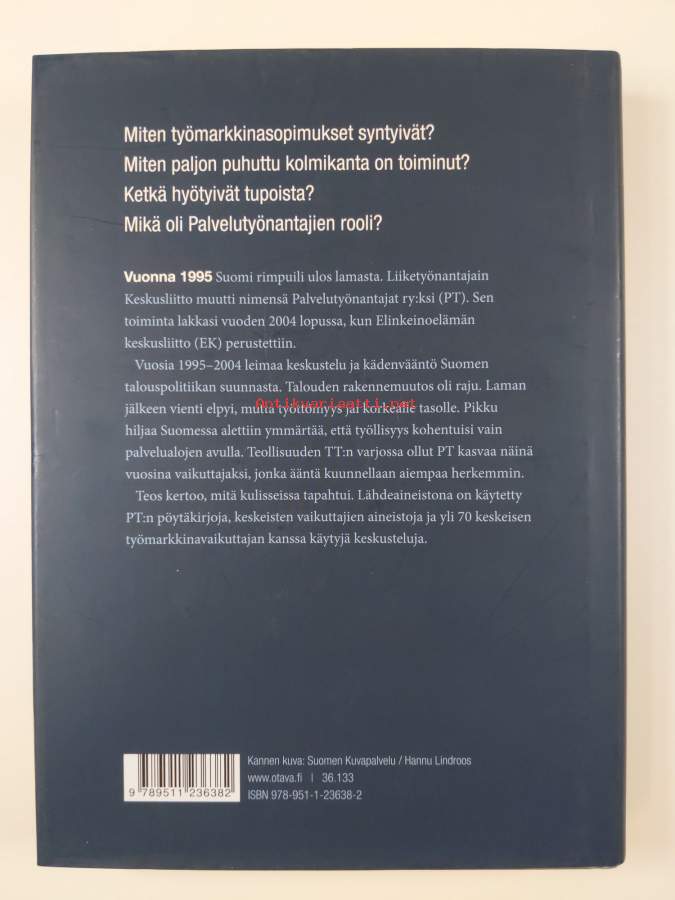 Miten työmarkkinasopimukset syntyivät?
Miten paljon puhuttu kolmikanta on toiminut?
Ketkä hyötyivät tupoista?
Mikä oli Palvelutyönantajien rooli?
Vuonna 1995 Suomi rimpuili ulos lamasta. Liiketyönantajain
Keskusliitto muutti nimensä Palvelutyönantajat ry:ksi (PT). Sen
toiminta lakkasi vuoden 2004 lopussa, kun Elinkeinoelämän
keskusliitto (EK) perustettiin.
Vuosia 1995–2004 leimaa keskustelu ja kädenvääntö Suomen
talouspolitiikan suunnasta. Talouden rakennemuutos oli raju. Laman
Antikvariaatti.net
jälkeen vienti elpyi, mutta työttömyys jäi korkealle tasolle. Pikku
hiljaa Suomessa alettiin ymmärtää, että työllisyys kohentuisi vain
palvelualojen avulla. Teollisuuden TT:n varjossa ollut PT kasvaa näinä
vuosina vaikuttajaksi, jonka ääntä kuunnellaan aiempaa herkemmin.
Teos kertoo, mitä kulisseissa tapahtui. Lähdeaineistona on käytetty
PT:n pöytäkirjoja, keskeisten vaikuttajien aineistoja ja yli 70 keskeisen
työmarkkinavaikuttajan kanssa käytyjä keskusteluja.
Kannen kuva: Suomen Kuvapalvelu / Hannu Lindroos
www.otava.fi | 36.133
ISBN 978-951-1-23638-2
9 789511 236382